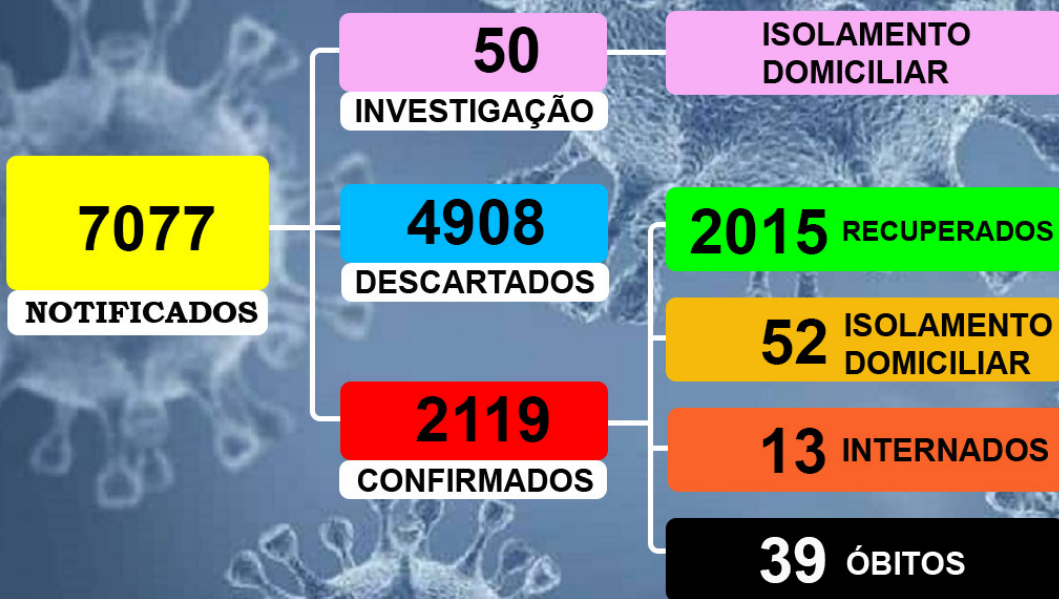 7077
NOTIFICADOS
50
INVESTIGAÇÃO
ISOLAMENTO
DOMICILIAR
4908
DESCARTADOS
2119
CONFIRMADOS
2015 RECUPERADOS
52 ISOLAMENTO
DOMICILIAR
13 INTERNADOS
39 ÓBITOS